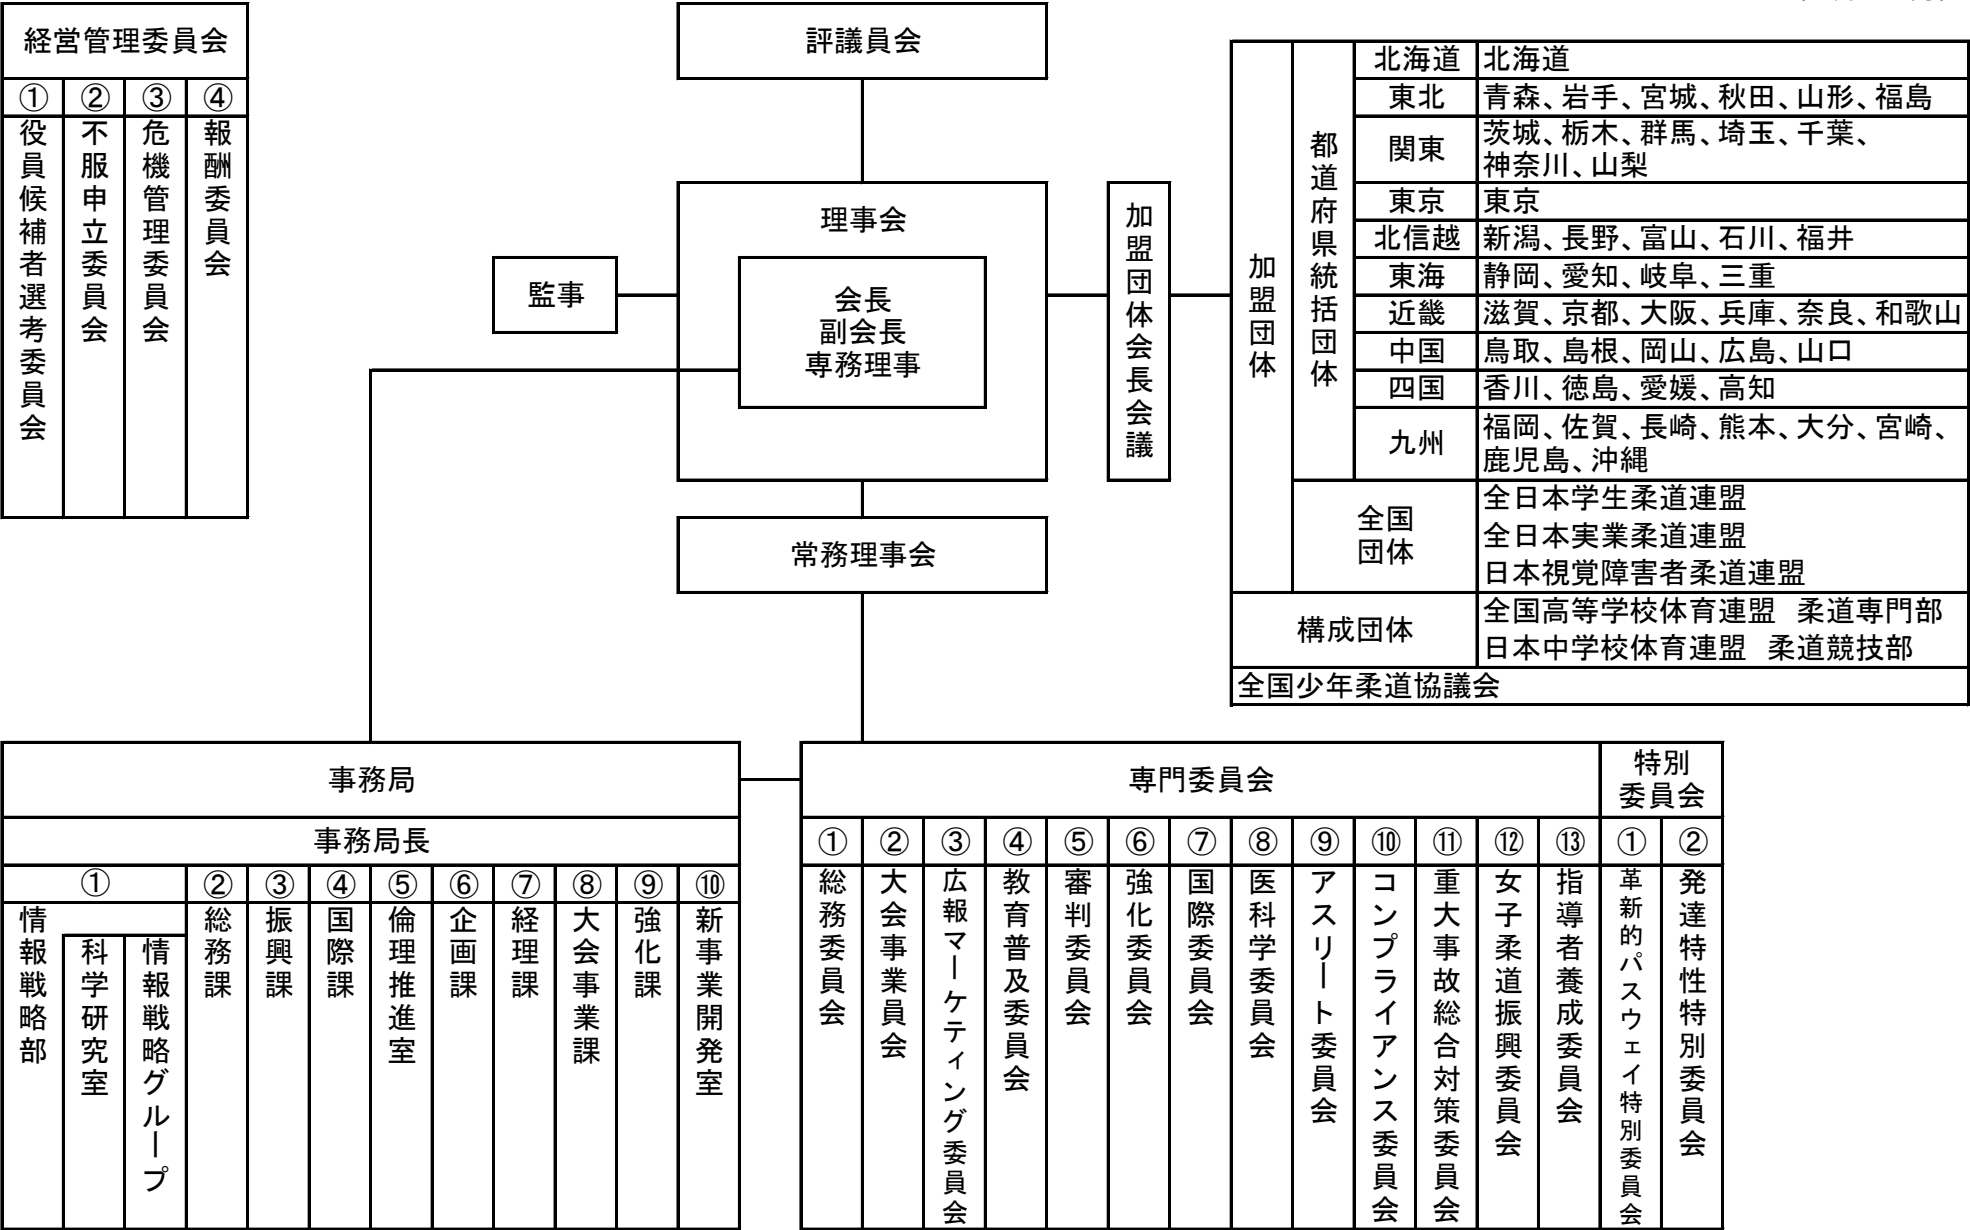 経営管理委員会
①
役員候補者選考委員会
②
不服申立委員会
③
危機管理委員会
④
報酬委員会
評議員会
理事会
会長
副会長
専務理事
監事
常務理事会
加盟団体会長会議
加盟団体
都道府県統括団体
北海道
北海道
東北
青森、岩手、宮城、秋田、山形、福島
関東
茨城、栃木、群馬、埼玉、千葉、
神奈川、山梨
東京
東京
北信越
新潟、長野、富山、石川、福井
東海
静岡、愛知、岐阜、三重
近畿
滋賀、京都、大阪、兵庫、奈良、和歌山
中国
鳥取、島根、岡山、広島、山口
四国
香川、徳島、愛媛、高知
九州
福岡、佐賀、長崎、熊本、大分、宮崎、
鹿児島、沖縄
全国
団体
全日本学生柔道連盟
全日本実業柔道連盟
日本視覚障害者柔道連盟
構成団体
全国高等学校体育連盟　柔道専門部
日本中学校体育連盟　柔道競技部
全国少年柔道協議会
事務局
事務局長
①
情報戦略部
科学研究室
情報戦略グループ
②
総務課
③
振興課
④
国際課
⑤
倫理推進室
⑥
企画課
⑦
経理課
⑧
大会事業課
⑨
強化課
⑩
新事業開発室
専門委員会
①
総務委員会
②
大会事業員会
③
広報マーケティング委員会
④
教育普及委員会
⑤
審判委員会
⑥
強化委員会
⑦
国際委員会
⑧
医科学委員会
⑨
アスリート委員会
⑩
コンプライアンス委員会
⑪
重大事故総合対策委員会
⑫
女子柔道振興委員会
⑬
指導者養成委員会
特別
委員会
①
革新的パスウェイ特別委員会
②
発達特性特別委員会